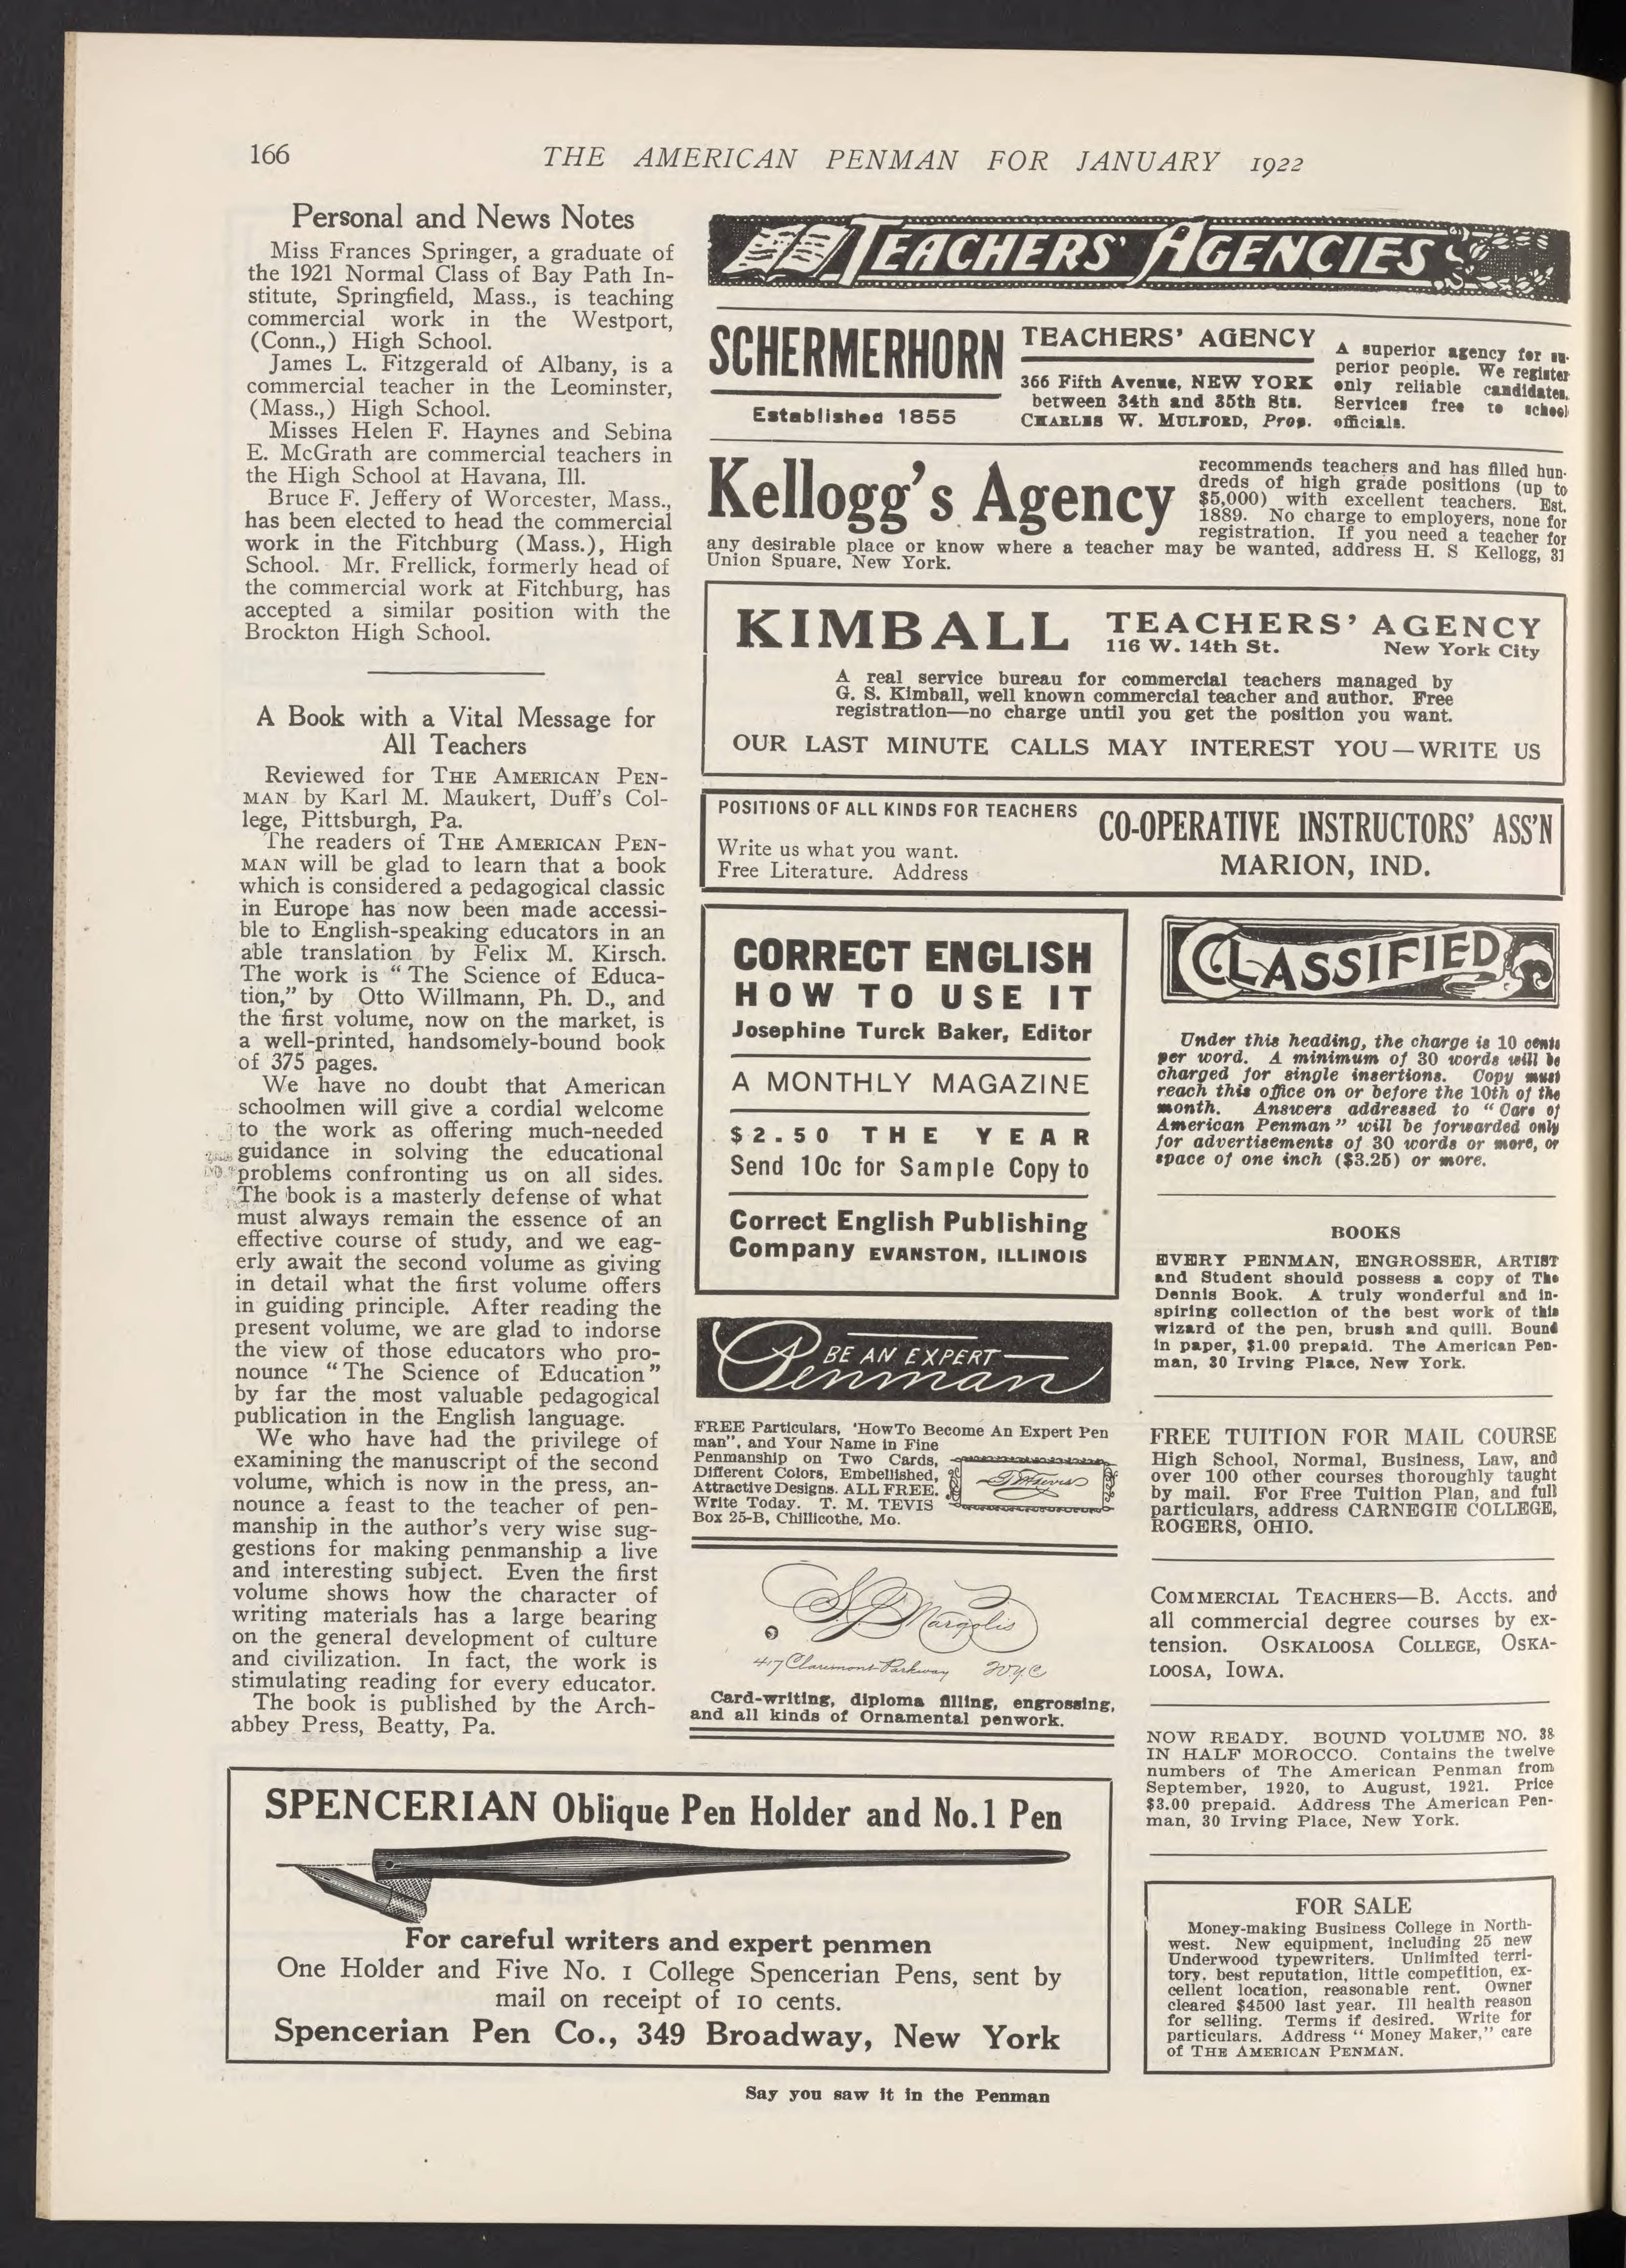 166
THE AMERICAN PENMAN FOR JANUARY 1922
Personal and News Notes
Miss Frances Springer, a graduate of
the 1921 Normal Class of Bay Path In-
stitute, Springfield, Mass., is teaching
commercial work in the Westport,
(Conn.,) High School.
James L. Fitzgerald of Albany, is a
commercial teacher in the Leominster,
(Mass.,) High School.
Misses Helen F. Haynes and Sebina
E. McGrath are commercial teachers in
the High School at Havana, Ill.
Bruce F. Jeffery of Worcester, Mass.,
has been elected to head the commercial
work in the Fitchburg (Mass.), High
School. Mr. Frellick, formerly head of
the commercial work at Fitchburg, has
accepted a similar position with the
Brockton High School.
A Book with a Vital Message for
All Teachers
Reviewed for THE AMERICAN PEN-
MAN by Karl M. Maukert, Duff's Col-
lege, Pittsburgh, Pa.
The readers of THE AMERICAN PEN-
MAN will be glad to learn that a book
which is considered a pedagogical classic
in Europe has now been made accessi-
ble to English-speaking educators in an
able translation by Felix M. Kirsch.
The work is "The Science of Educa-
tion," by Otto Willmann, Ph. D., and
the first volume, now on the market, is
a well-printed, handsomely-bound book
of 375 pages.
We have no doubt that American
schoolmen will give a cordial welcome
to the work as offering much-needed
guidance in solving the educational
problems confronting us on all sides.
The book is a masterly defense of what
must always remain the essence of an
effective course of study, and we eag-
erly await the second volume as giving
in detail what the first volume offers
in guiding principle. After reading the
present volume, we are glad to indorse
the view of those educators who pro-
nounce "The Science of Education"
by far the most valuable pedagogical
publication in the English language.
We who have had the privilege of
examining the manuscript of the second
volume, which is now in the press, an-
nounce a feast to the teacher of pen-
manship in the author's very wise sug-
gestions for making penmanship a live
and interesting subject. Even the first
volume shows how the character of
writing materials has a large bearing
on the general development of culture
and civilization. In fact, the work is
stimulating reading for every educator.
The book is published by the Arch-
abbey Press, Beatty, Pa.
TEACHERS' AGENCIES
SCHERMERHORN
Established 1855
TEACHERS' AGENCY
366 Fifth Avenue, NEW YORK
between 34th and 35th Sts.
CHARLES W. MULFORD, Prop.
A superior agency for su-
perior people. We register
only reliable candidates.
Services free to school
officials.
Kellogg's Agency
recommends teachers and has filled hun-
dreds of high grade positions (up to
$5,000) with excellent teachers. Est.
1889. No charge to employers, none for
registration. If you need a teacher for
any desirable place or know where a teacher may be wanted, address H. S Kellogg, 31
Union Spuare, New York.
KIMBALL
TEACHERS' AGENCY
116 W. 14th St. New York City
A real service bureau for commercial teachers managed by
G. S. Kimball, well known commercial teacher and author. Free
registration—no charge until you get the position you want.
OUR LAST MINUTE CALLS MAY INTEREST YOU—WRITE US
POSITIONS OF ALL KINDS FOR TEACHERS
Write us what you want.
Free Literature. Address
CO-OPERATIVE INSTRUCTORS' ASS'N
MARION, IND.
CORRECT ENGLISH
HOW TO USE IT
Josephine Turck Baker, Editor
A MONTHLY MAGAZINE
$2.50 THE YEAR
Send 10c for Sample Copy to
Correct English Publishing
Company EVANSTON, ILLINOIS
BE AN EXPERT
Penman
FREE Particulars, 'HowTo Become An Expert Pen
man", and Your Name in Fine
Penmanship on Two Cards,
Different Colors, Embellished,
Attractive Designs. ALL FREE.
Write Today. T. M. TEVIS
Box 25-B, Chillicothe, Mo.
Margolis
417 Claremont Parkway N.Y.C
Card-writing, diploma filling, engrossing,
and all kinds of Ornamental penwork.
CLASSIFIED
Under this heading, the charge is 10 cents
per word. A minimum of 30 words will be
charged for single insertions. Copy must
reach this office on or before the 10th of the
month. Answers addressed to "Care of
American Penman" will be forwarded only
for advertisements of 30 words or more, or
space of one inch ($3.25) or more.
BOOKS
EVERY PENMAN, ENGROSSER, ARTIST
and Student should possess a copy of The
Dennis Book. A truly wonderful and in-
spiring collection of the best work of this
wizard of the pen, brush and quill. Bound
in paper, $1.00 prepaid. The American Pen-
man, 30 Irving Place, New York.
FREE TUITION FOR MAIL COURSE
High School, Normal, Business, Law, and
over 100 other courses thoroughly taught
by mail. For Free Tuition Plan, and full
particulars, address CARNEGIE COLLEGE,
ROGERS, OHIO.
COMMERCIAL TEACHERS—B. Accts. and
all commercial degree courses by ex-
tension. OSKALOOSA COLLEGE, OSKA-
LOOSA, IOWA.
NOW READY. BOUND VOLUME NO. 38
IN HALF MOROCCO. Contains the twelve
numbers of The American Penman from
September, 1920, to August, 1921. Price
$3.00 prepaid. Address The American Pen-
man, 30 Irving Place, New York.
FOR SALE
Money-making Business College in North-
west. New equipment, including 25 new
Underwood typewriters. Unlimited terri-
tory, best reputation, little competition, ex-
cellent location, reasonable rent. Owner
cleared $4500 last year. Ill health reason
for selling. Terms if desired. Write for
particulars. Address "Money Maker," care
of THE AMERICAN PENMAN.
SPENCERIAN Oblique Pen Holder and No.1 Pen
For careful writers and expert penmen
One Holder and Five No. 1 College Spencerian Pens, sent by
mail on receipt of 10 cents.
Spencerian Pen Co., 349 Broadway, New York
Say you saw it in the Penman